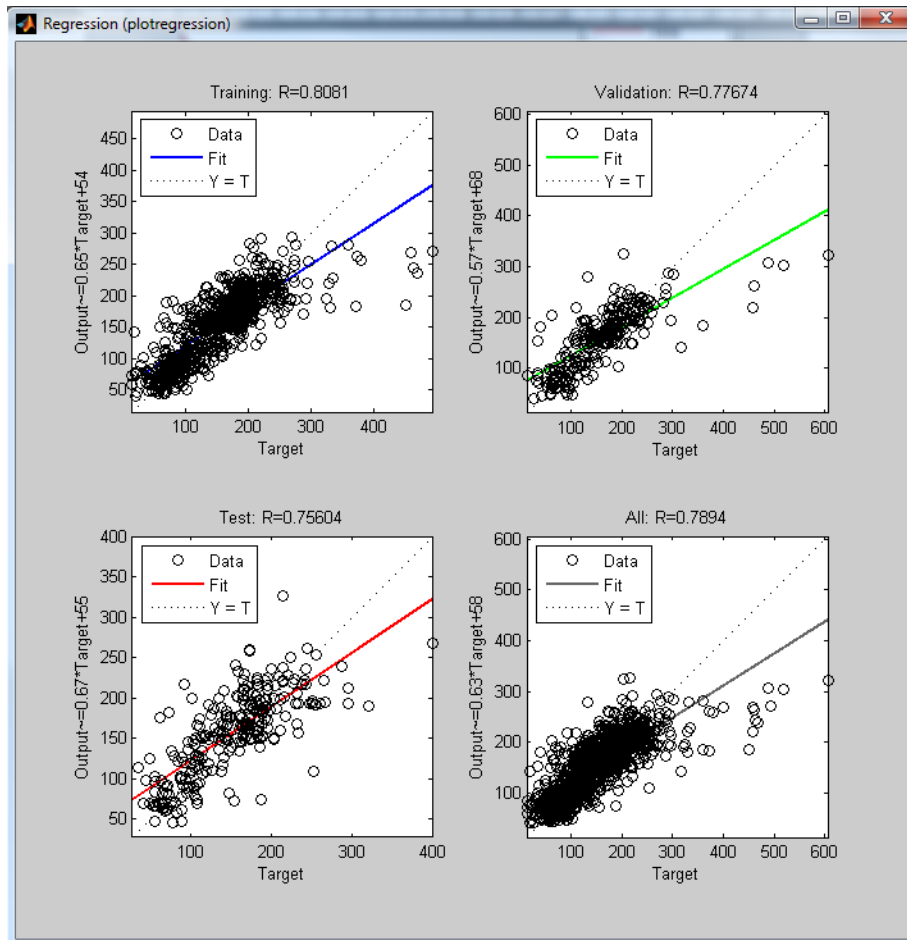 Regression (plotregression)
Training: R=0.8081
Output~=0.65*Target+54
450
400
350
300
250
200
150
100
50
Data
Fit
Y = T
100
200
300
400
Target
Validation: R=0.77674
Output~=0.57*Target+68
600
500
400
300
200
100
Data
Fit
Y = T
100
200
300
400
500
600
Target
Test: R=0.75604
Output~=0.67*Target+55
400
350
300
250
200
150
100
50
Data
Fit
Y = T
100
200
300
400
Target
All: R=0.7894
Output~=0.63*Target+58
600
500
400
300
200
100
Data
Fit
Y = T
100
200
300
400
500
600
Target